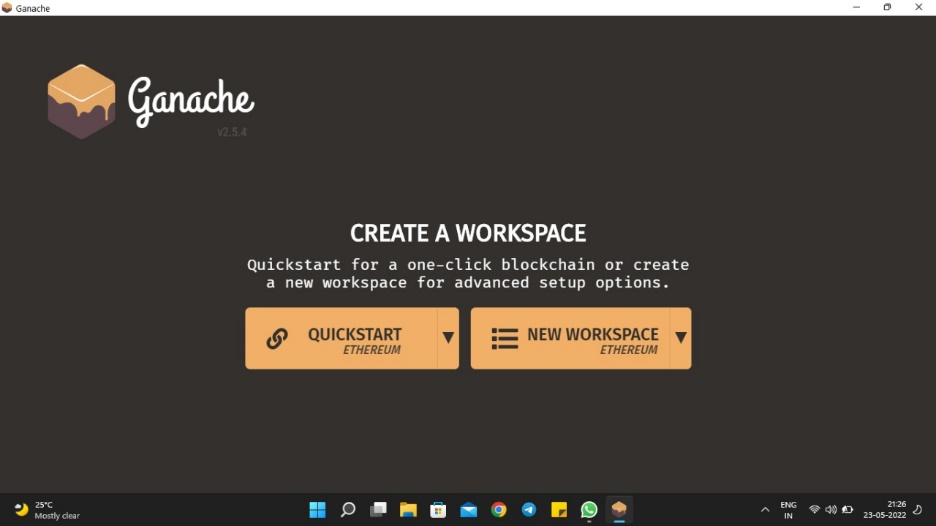 Ganache
Ganache
v2.5.4
CREATE A WORKSPACE
Quickstart for a one-click blockchain or create
a new workspace for advanced setup options.
QUICKSTART
ETHEREUM
NEW WORKSPACE
ETHEREUM
25°C
Mostly clear
ENG
IN
21:26
23-05-2022